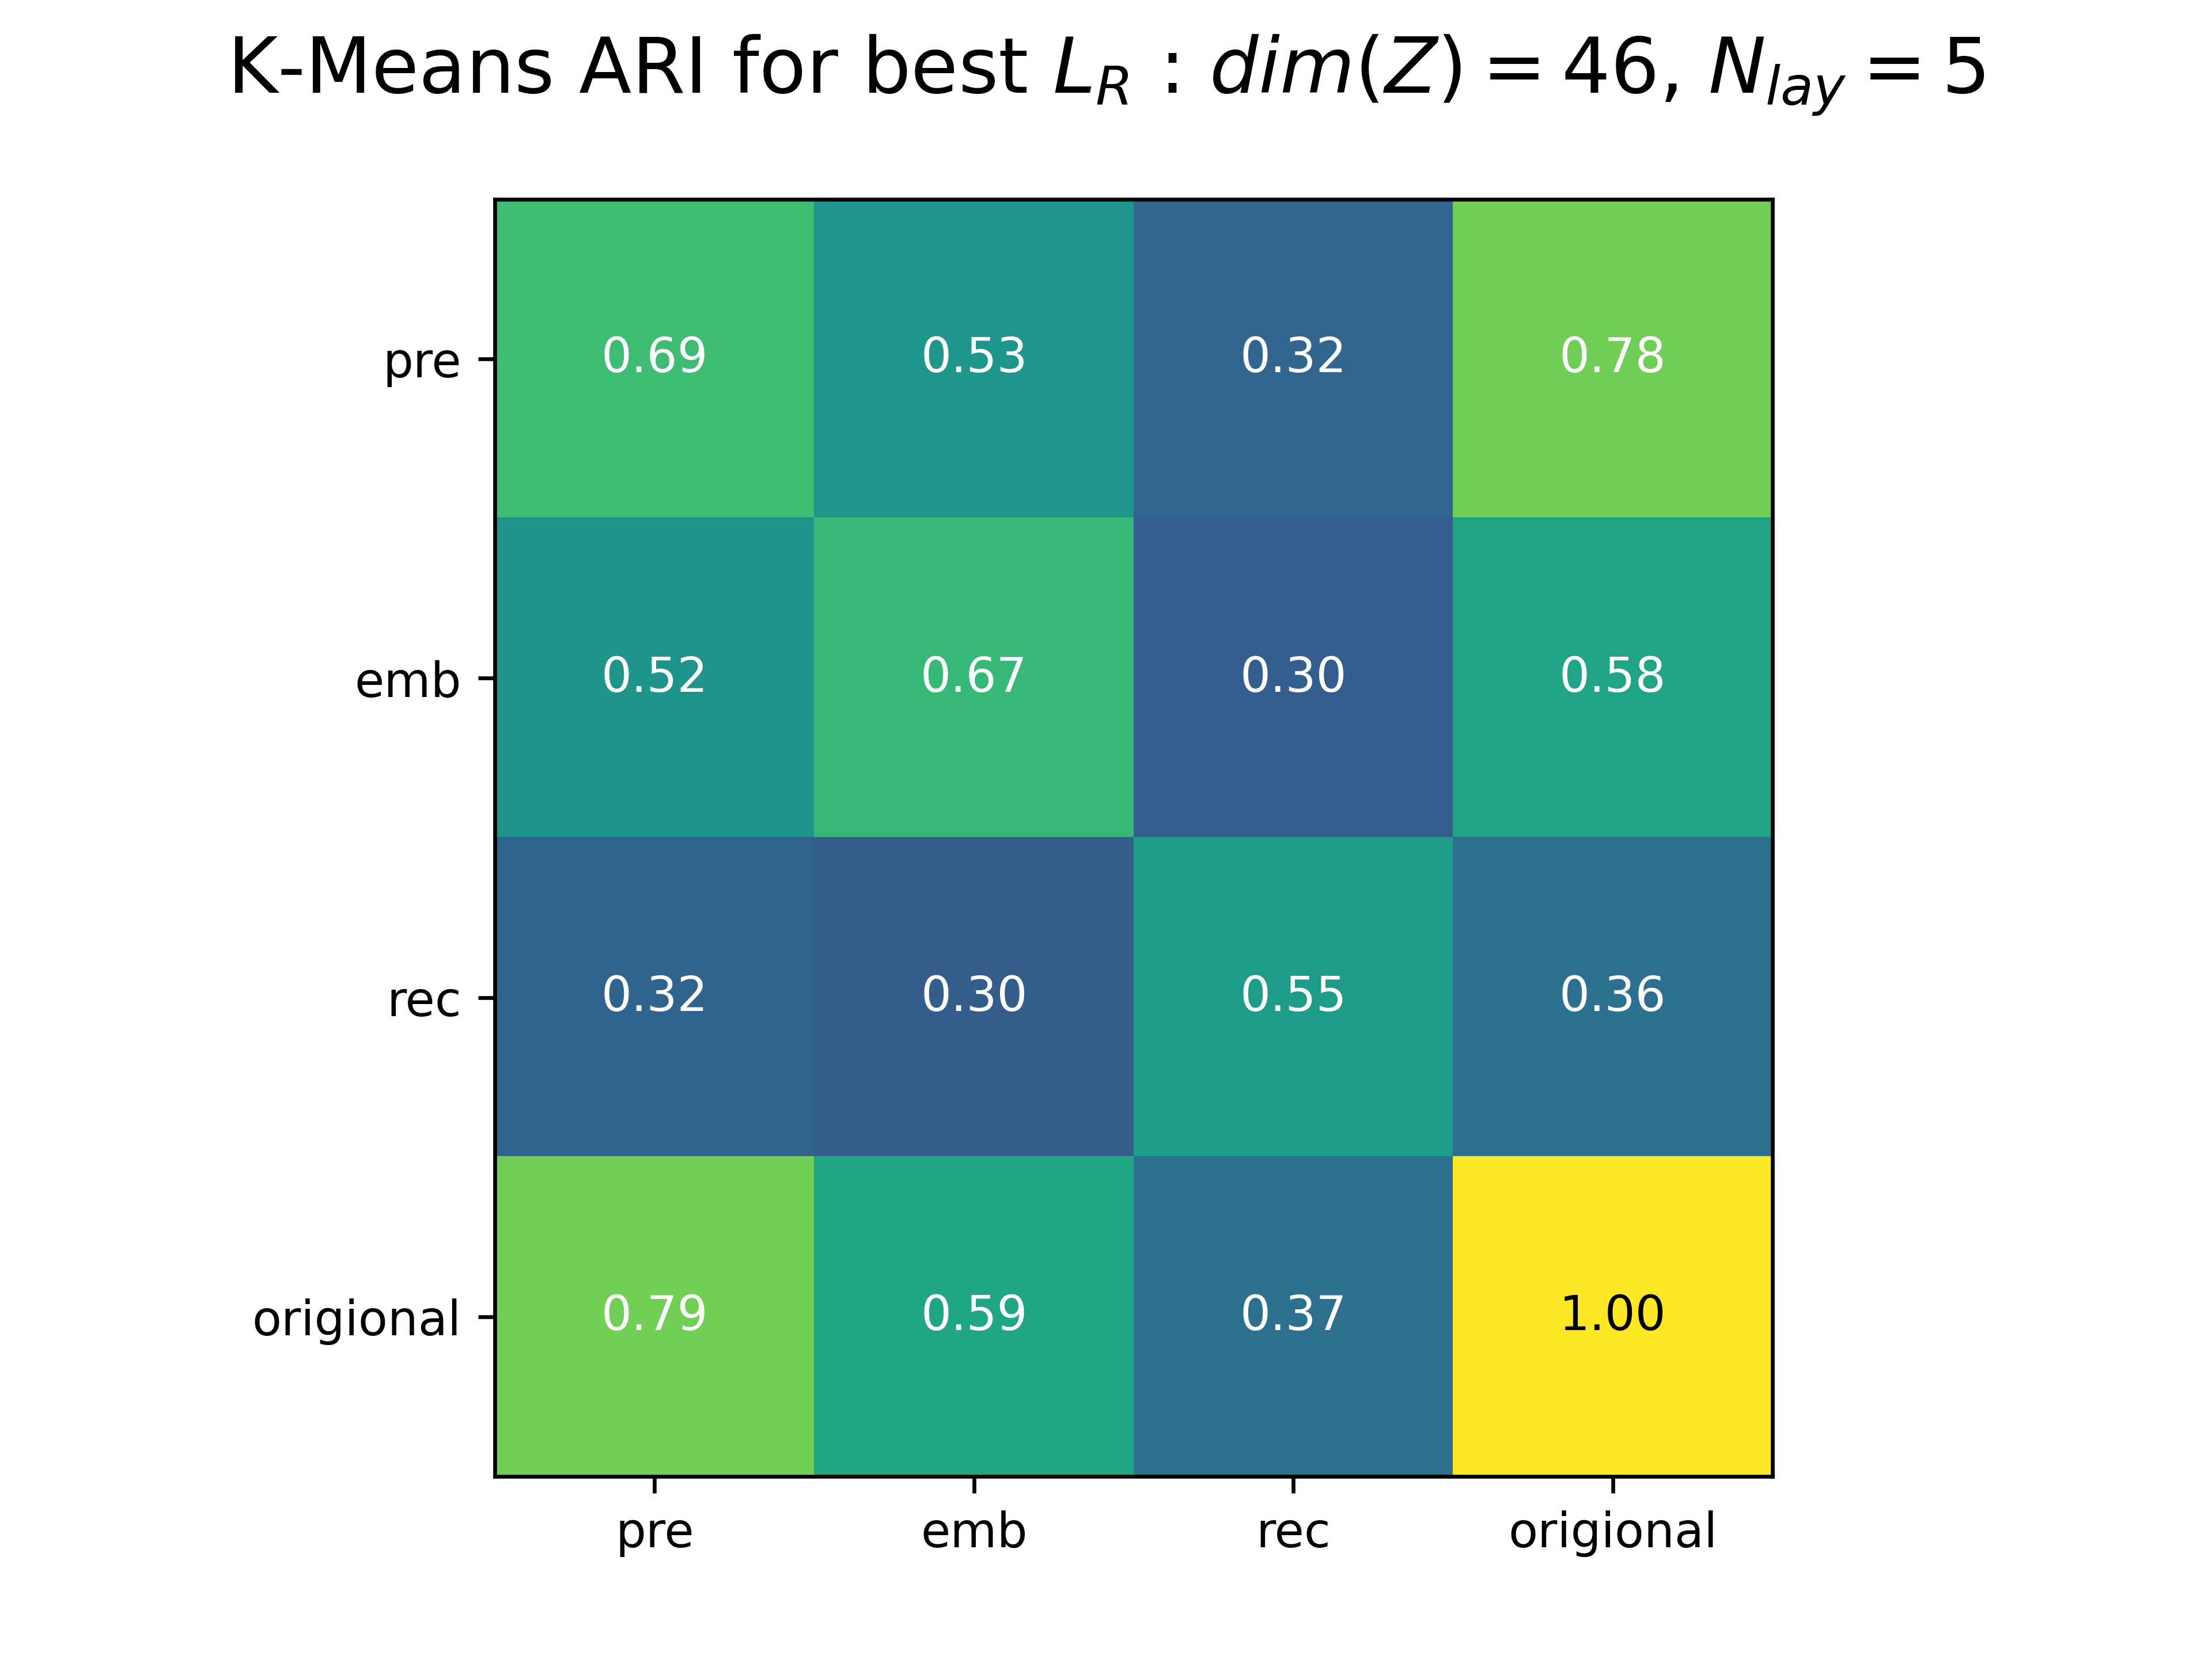 K-Means ARI for best L_R : dim(Z) = 46, N_lay = 5
pre 0.69 0.53 0.32 0.78
emb 0.52 0.67 0.30 0.58
rec 0.32 0.30 0.55 0.36
origional 0.79 0.59 0.37 1.00
pre emb rec origional